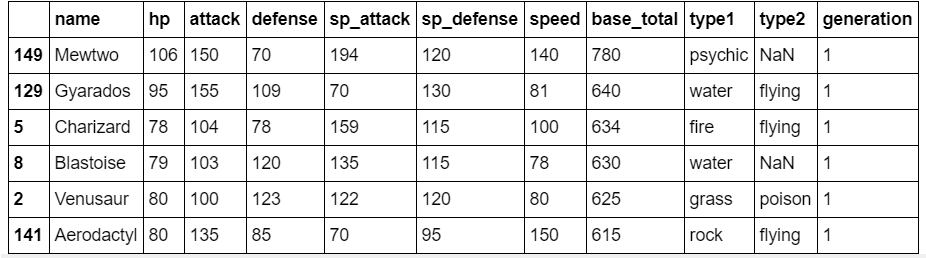 name hp attack defense sp_attack sp_defense speed base_total type1 type2 generation
149 Mewtwo 106 150 70 194 120 140 780 psychic NaN 1
129 Gyarados 95 155 109 70 130 81 640 water flying 1
5 Charizard 78 104 78 159 115 100 634 fire flying 1
8 Blastoise 79 103 120 135 115 78 630 water NaN 1
2 Venusaur 80 100 123 122 120 80 625 grass poison 1
141 Aerodactyl 80 135 85 70 95 150 615 rock flying 1